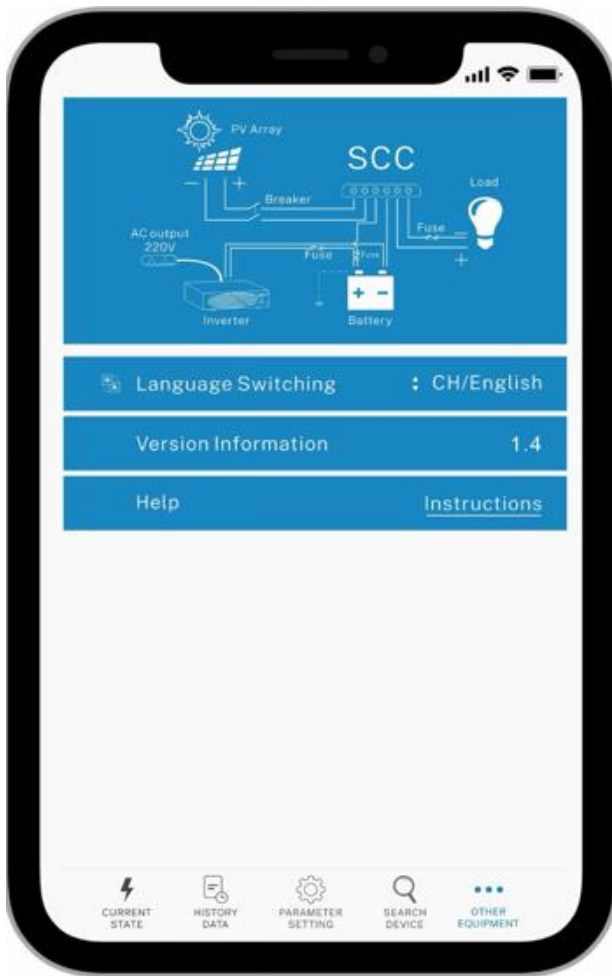 PV Array
SCC
- +
Breaker
Load
AC output
220V
Fuse
-
+
Fuse
Fuse
+ -
Inverter
Battery
Language Switching
CH/English
Version Information
1.4
Help
Instructions
CURRENT
STATE
HISTORY
DATA
PARAMETER
SETTING
SEARCH
DEVICE
OTHER
EQUIPMENT